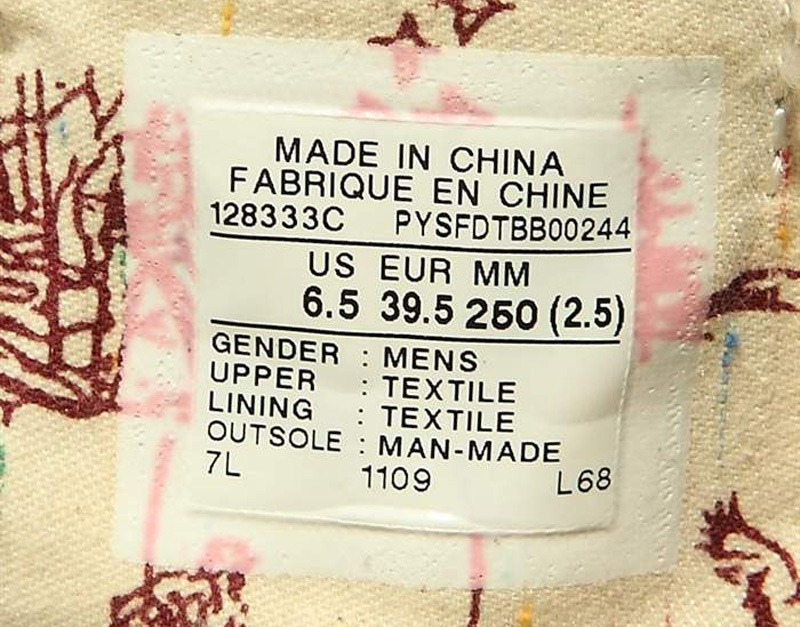 MADE IN CHINA
FABRIQUE EN CHINE
128333C PYSFDTBB00244
US EUR MM
6.5 39.5 250 (2.5)
GENDER : MENS
UPPER : TEXTILE
LINING : TEXTILE
OUTSOLE : MAN-MADE
7L 1109 L68